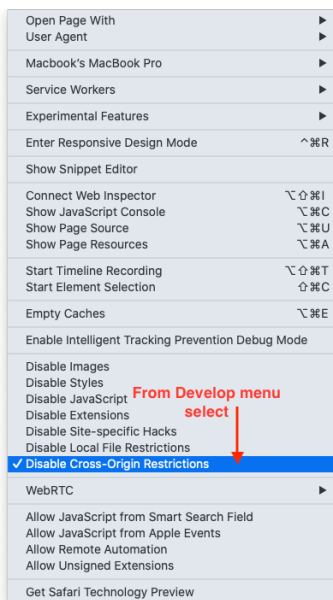 Open Page With ▶
User Agent ▶
Macbook's MacBook Pro ▶
Service Workers ▶
Experimental Features ▶
Enter Responsive Design Mode ^⌘R
Show Snippet Editor
Connect Web Inspector ⌥⇧⌘I
Show JavaScript Console ⌥⌘C
Show Page Source ⌥⌘U
Show Page Resources ⌥⌘A
Start Timeline Recording ⌥⇧⌘T
Start Element Selection ⇧⌘C
Empty Caches ⌥⌘E
Enable Intelligent Tracking Prevention Debug Mode
Disable Images
Disable Styles
Disable JavaScript
Disable Extensions
Disable Site-specific Hacks
Disable Local File Restrictions
✓ Disable Cross-Origin Restrictions
From Develop menu
select
WebRTC ▶
Allow JavaScript from Smart Search Field
Allow JavaScript from Apple Events
Allow Remote Automation
Allow Unsigned Extensions
Get Safari Technology Preview